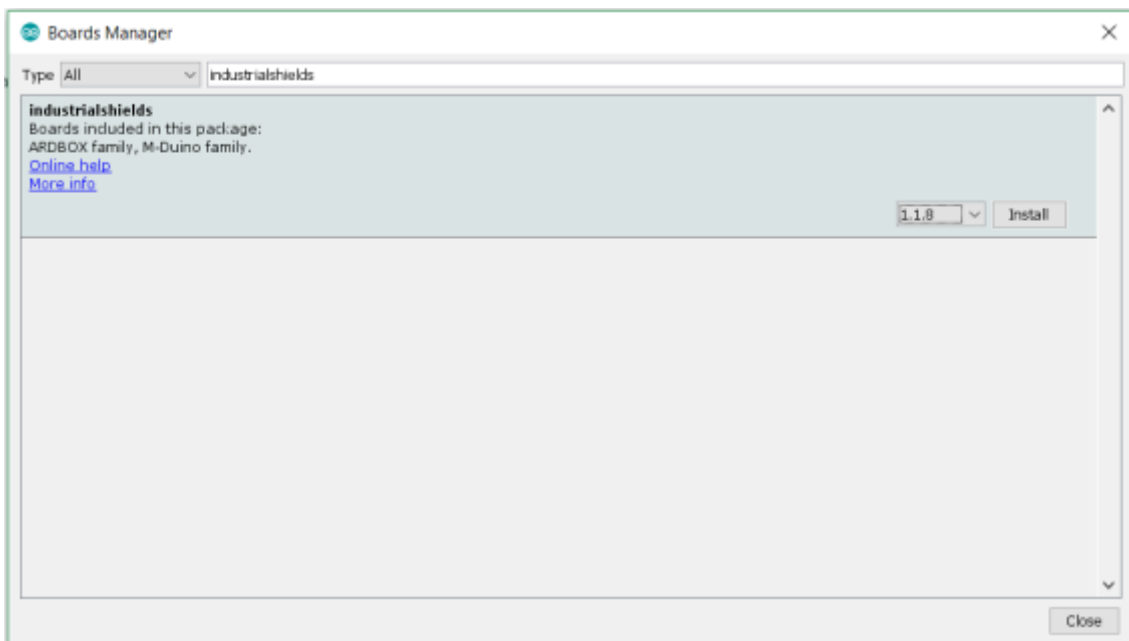 Boards Manager
Type All industrialshields
industrialshields
Boards included in this package:
ARDBOX family, M-Duino family.
Online help
More info
1.1.8 Install
Close